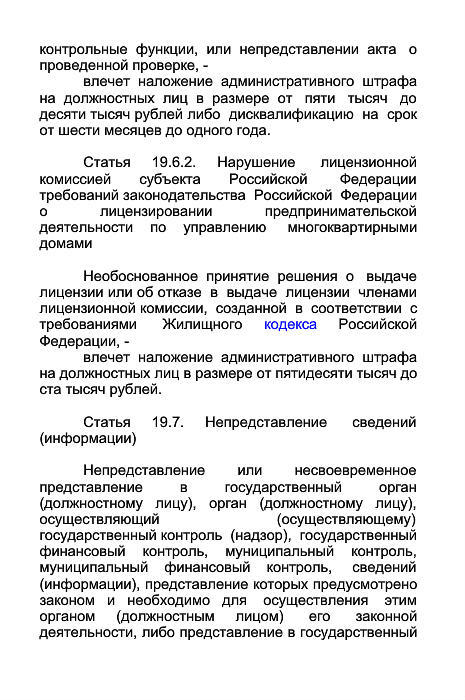 контрольные функции, или непредставлении акта о
проведенной проверке, -
влечет наложение административного штрафа
на должностных лиц в размере от пяти тысяч до
десяти тысяч рублей либо дисквалификацию на срок
от шести месяцев до одного года.
Статья 19.6.2. Нарушение лицензионной
комиссией субъекта Российской Федерации
требований законодательства Российской Федерации
о лицензировании предпринимательской
деятельности по управлению многоквартирными
домами
Необоснованное принятие решения о выдаче
лицензии или об отказе в выдаче лицензии членами
лицензионной комиссии, созданной в соответствии с
требованиями Жилищного кодекса Российской
Федерации, -
влечет наложение административного штрафа
на должностных лиц в размере от пятидесяти тысяч до
ста тысяч рублей.
Статья 19.7. Непредставление сведений
(информации)
Непредставление или несвоевременное
представление в государственный орган
(должностному лицу), орган (должностному лицу),
осуществляющий (осуществляющему)
государственный контроль (надзор), государственный
финансовый контроль, муниципальный контроль,
муниципальный финансовый контроль, сведений
(информации), представление которых предусмотрено
законом и необходимо для осуществления этим
органом (должностным лицом) его законной
деятельности, либо представление в государственный